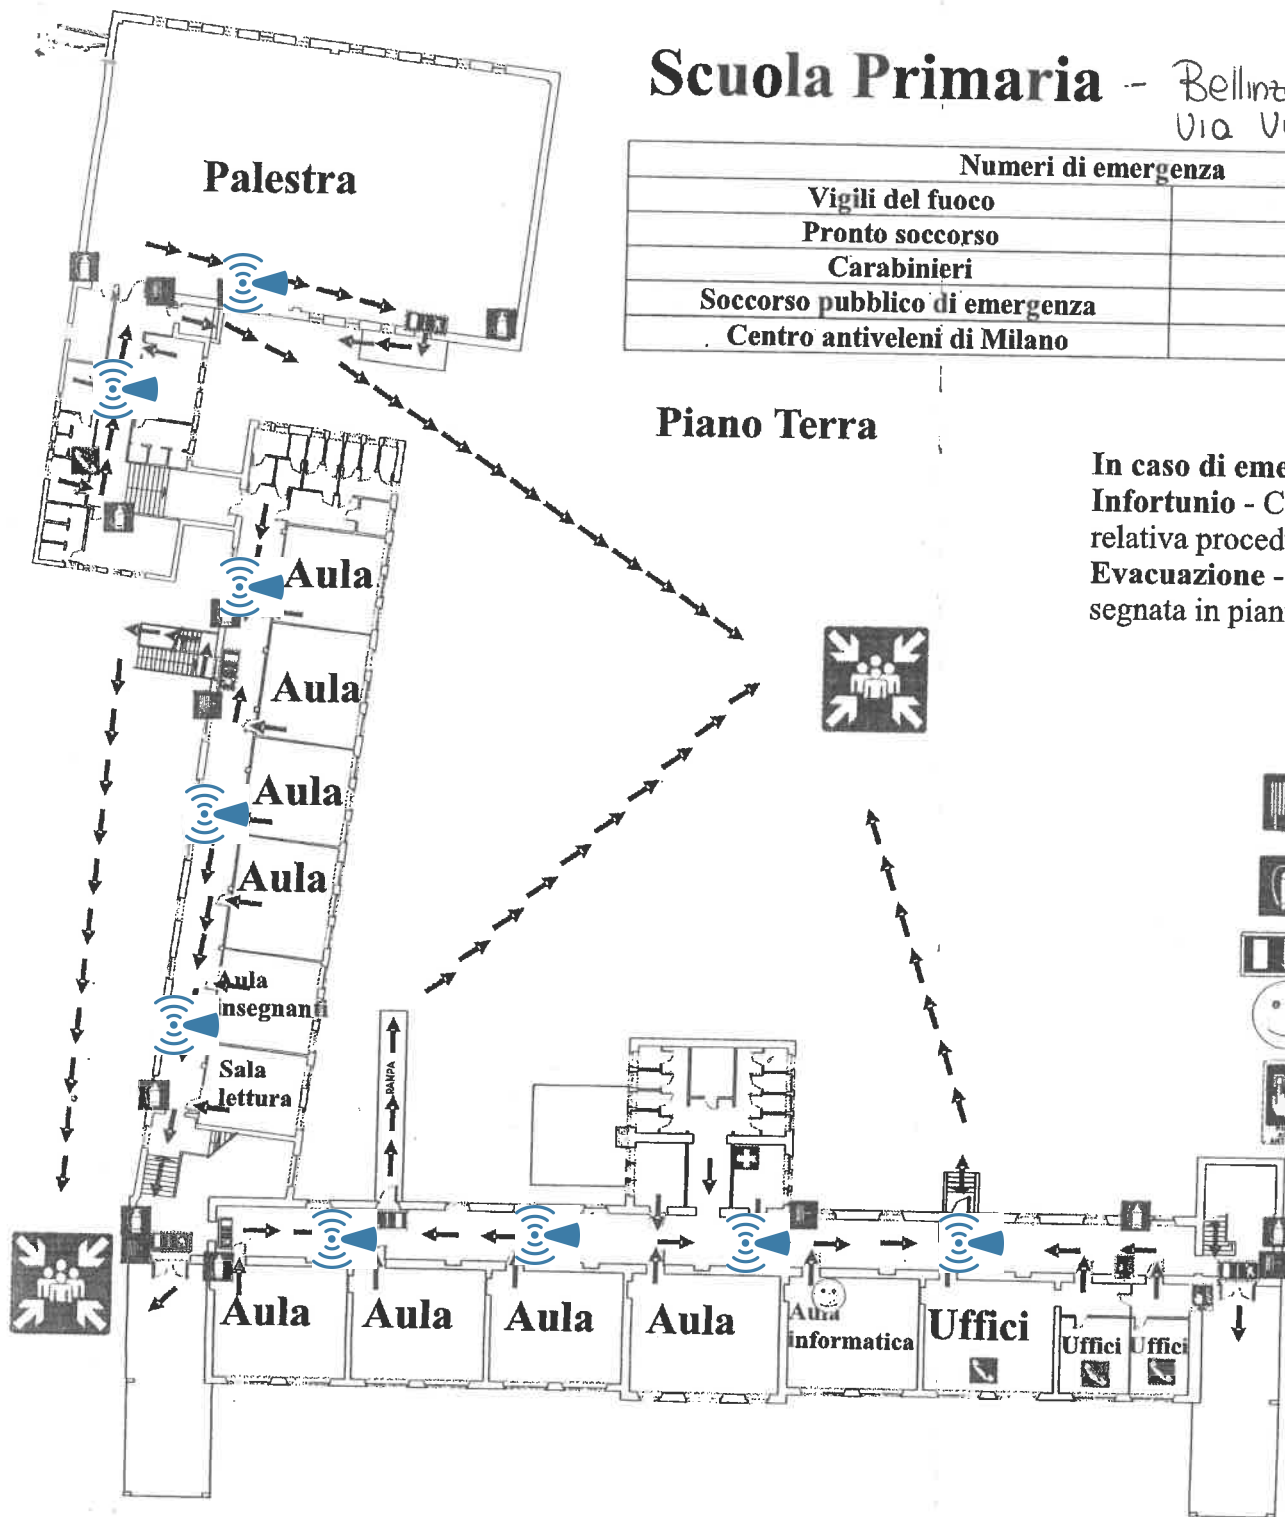 Scuola Primaria -
Numeri di emergenza
Vigili del fuoco
Pronto soccorso
Carabinieri
Soccorso pubblico di emergenza
Centro antiveleni di Milano
Palestra
Piano Terra
In caso di eme
Infortunio - C
relativa proced
Evacuazione -
segnata in pian
Aula
Aula
Aula
Aula
Aula
insegnanti
Sala
lettura
RAMPA
Aula
Aula
Aula
Aula
Aula
informatica
Uffici
Uffici
Uffici